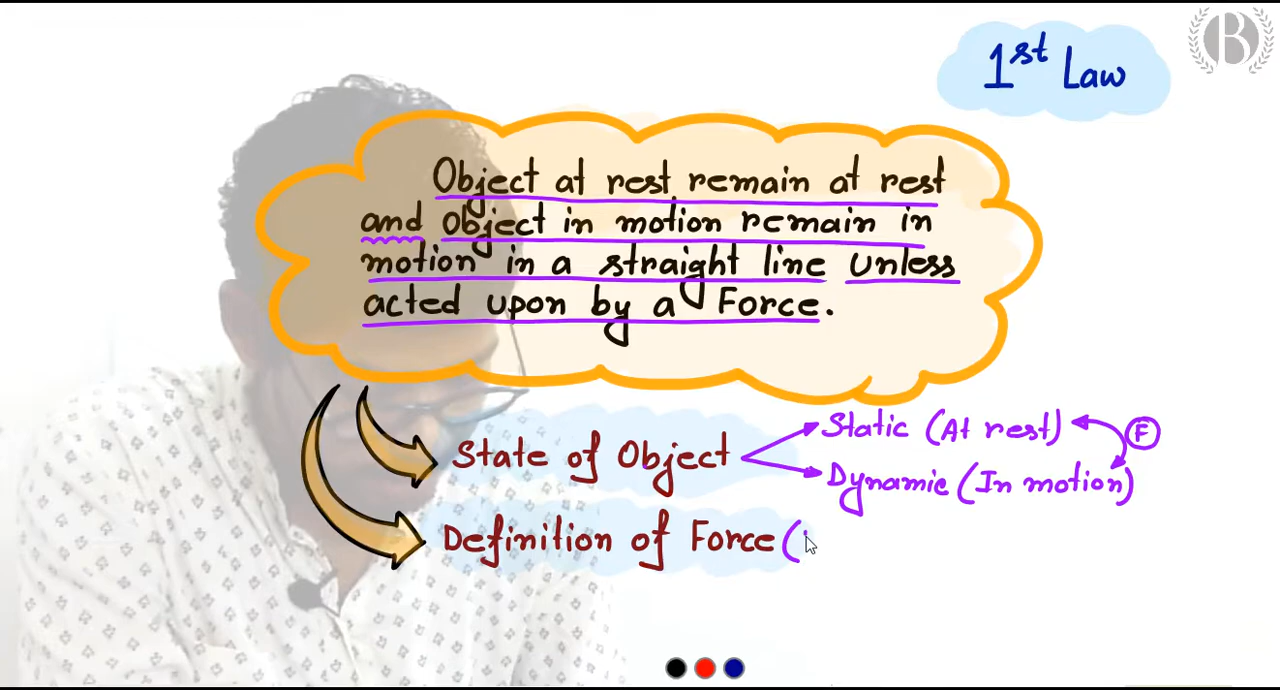 1st Law
B
Object at rest remain at rest
and object in motion remain in
motion in a straight line unless
acted upon by a Force.
State of Object
Static (At rest)
F
Dynamic (In motion)
Definition of Force (